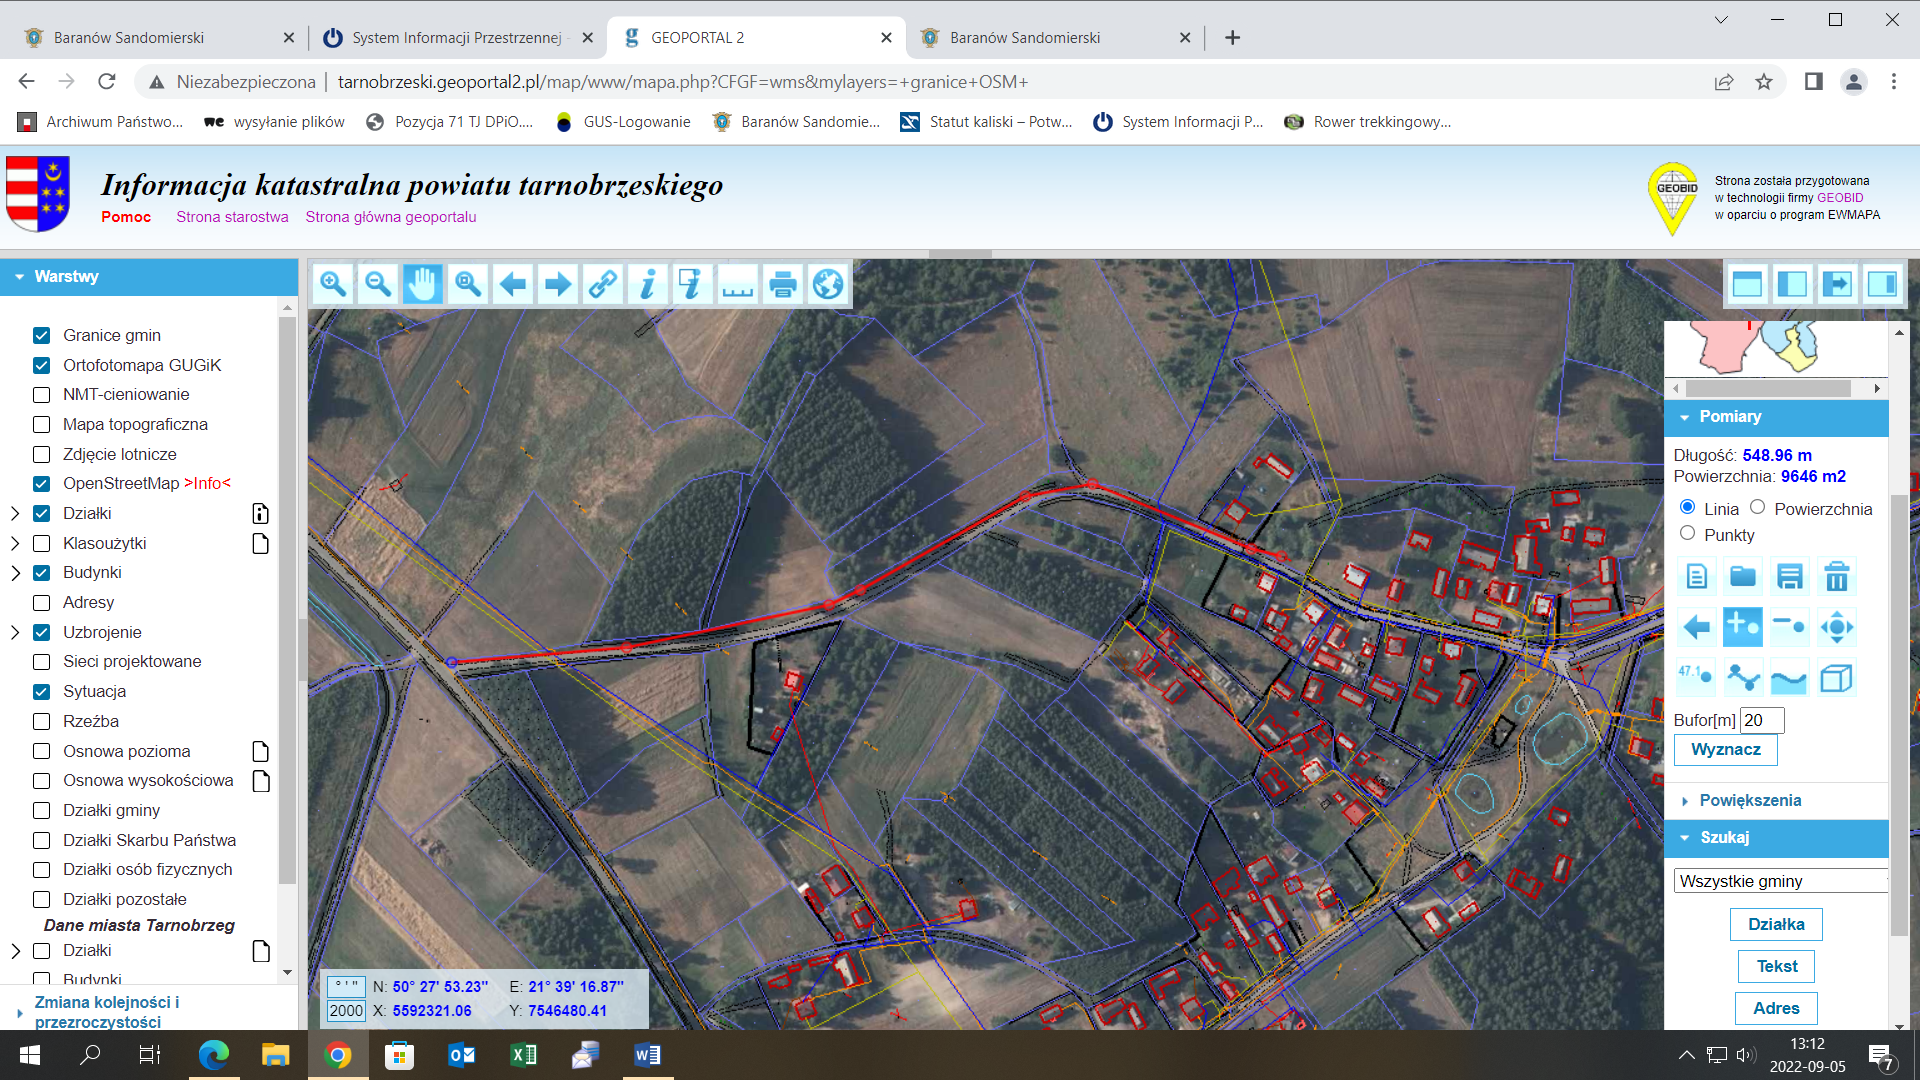 Baranów Sandomierski
System Informacji Przestrzennej
GEOPORTAL 2
Baranów Sandomierski
Niezabezpieczona
tarnobrzeski.geoportal2.pl/map/www/mapa.php?CFGF=wms&mylayers=+granice+OSM+
Archiwum Państwo...
wysyłanie plików
Pozycja 71 TJ DPiO....
GUS-Logowanie
Baranów Sandomie...
Statut kaliski – Potw...
System Informacji P...
Rower trekkingowy...
Informacja katastralna powiatu tarnobrzeskiego
Pomoc Strona starostwa Strona główna geoportalu
GEOBID
Strona została przygotowana
w technologii firmy GEOBID
w oparciu o program EWMAPA
Warstwy
Granice gmin
Ortofotomapa GUGiK
NMT-cieniowanie
Mapa topograficzna
Zdjęcie lotnicze
OpenStreetMap >Info<
Działki
Klasoużytki
Budynki
Adresy
Uzbrojenie
Sieci projektowane
Sytuacja
Rzeźba
Osnowa pozioma
Osnowa wysokościowa
Działki gminy
Działki Skarbu Państwa
Działki osób fizycznych
Działki pozostałe
Dane miasta Tarnobrzeg
Działki
Budynki
Zmiana kolejności i
przezroczystości
° ' " N: 50° 27' 53.23" E: 21° 39' 16.87"
2000 X: 5592321.06 Y: 7546480.41
Pomiary
Długość: 548.96 m
Powierzchnia: 9646 m2
Linia Powierzchnia
Punkty
47.1
Bufor[m] 20
Wyznacz
Powiększenia
Szukaj
Wszystkie gminy
Działka
Tekst
Adres
13:12
2022-09-05
7